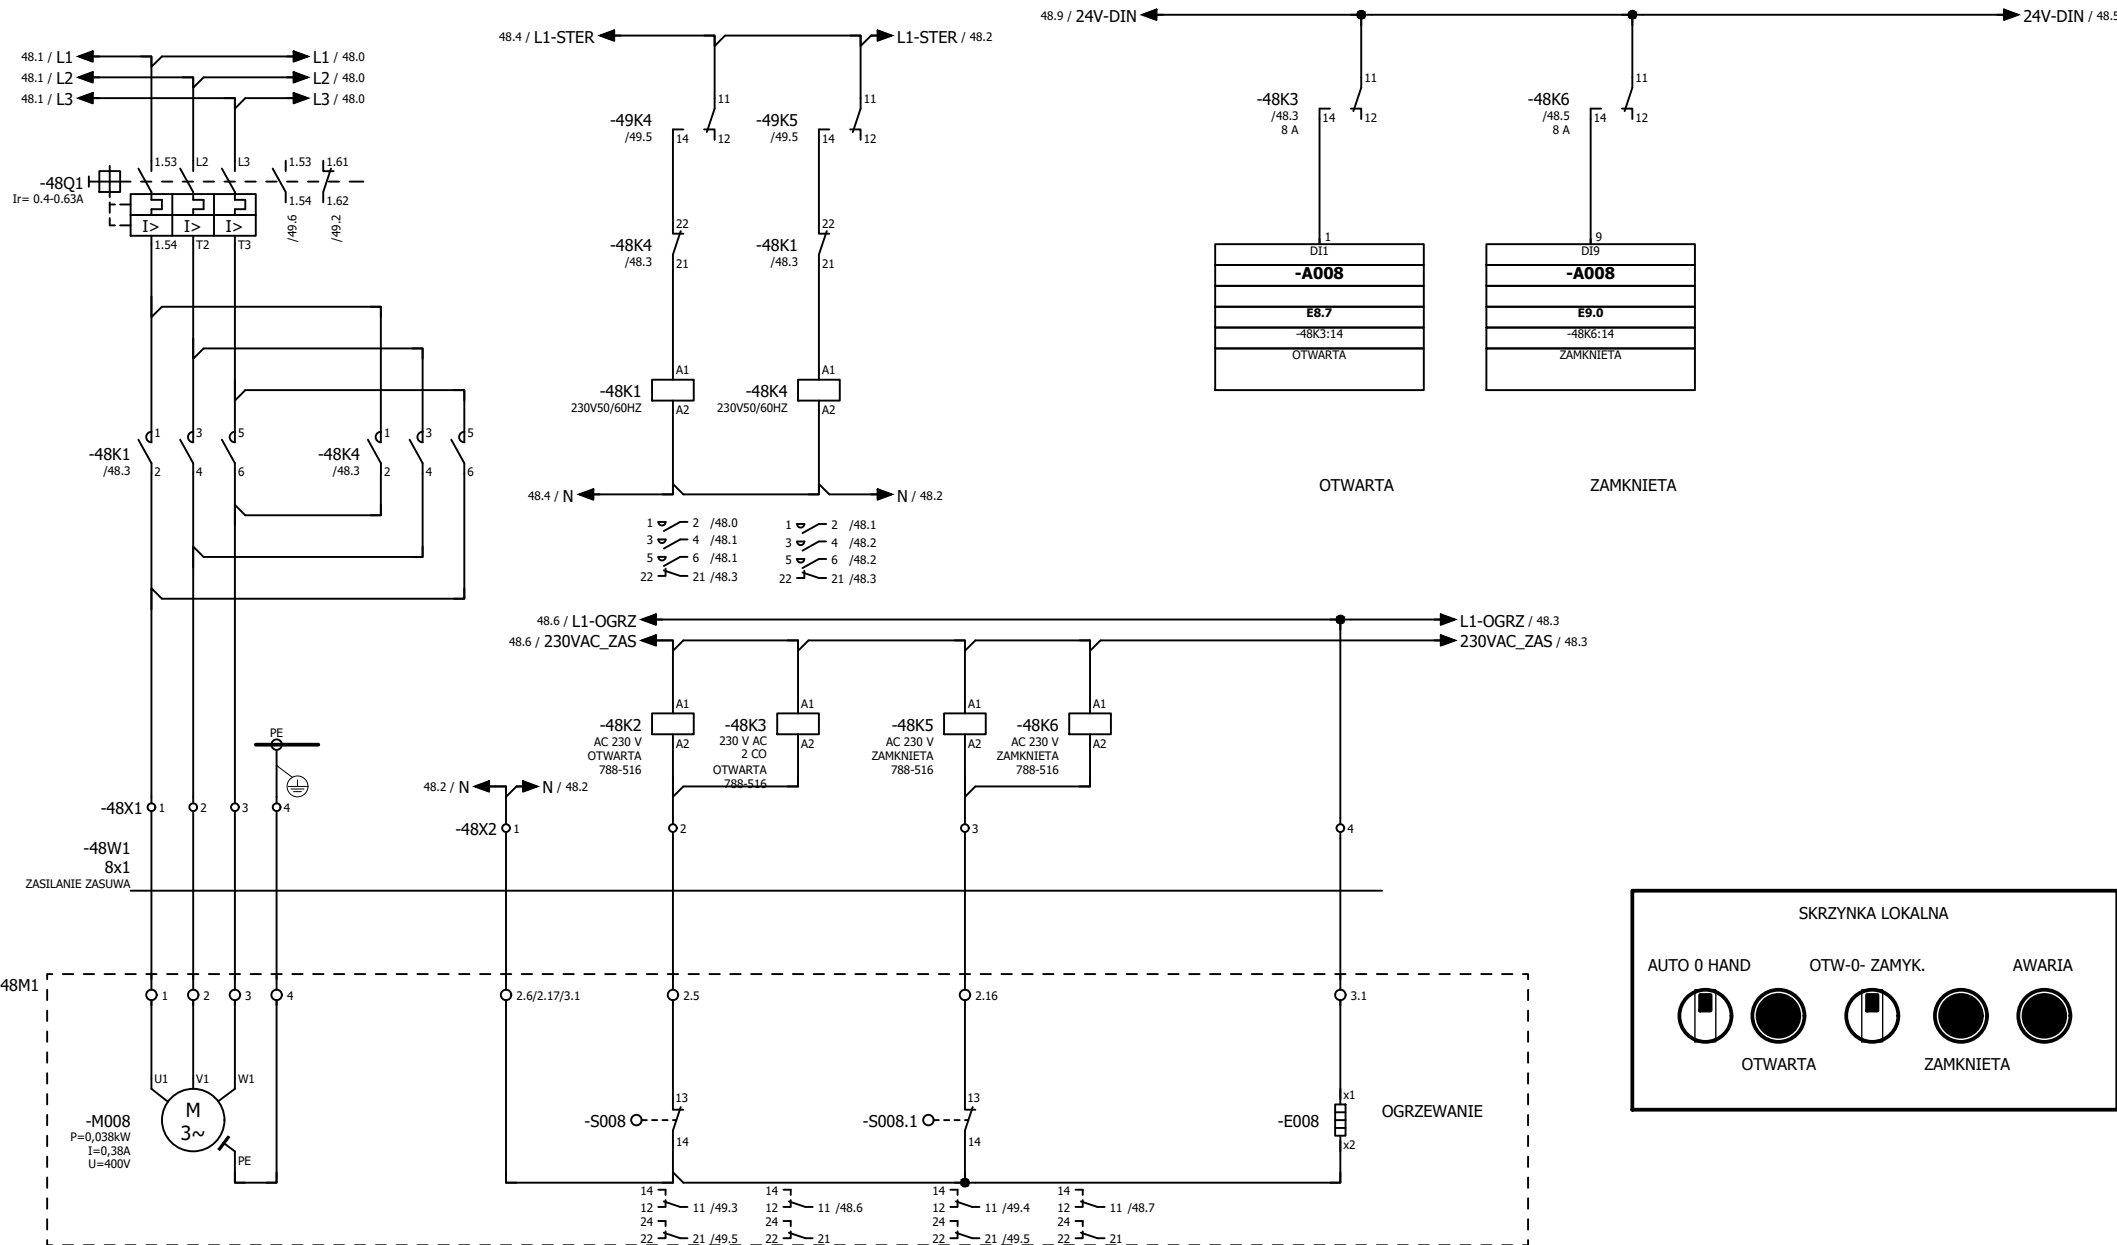 48.9 / 24V-DIN
24V-DIN / 48.5
48.4 / L1-STER
L1-STER / 48.2
48.1 / L1
L1 / 48.0
48.1 / L2
L2 / 48.0
48.1 / L3
L3 / 48.0
-49K4
/49.5
11
14
12
-49K5
/49.5
11
14
12
-48K3
/48.3
8 A
11
14
12
-48K6
/48.5
8 A
11
14
12
-48Q1
Ir= 0.4-0.63A
1.53
L2
L3
1.53
1.61
1.54
1.62
I>
I>
I>
1.54
T2
T3
/49.6
/49.2
-48K4
/48.3
22
21
-48K1
/48.3
22
21
1
DI1
-A008
E8.7
-48K3:14
OTWARTA
9
DI9
-A008
E9.0
-48K6:14
ZAMKNIETA
-48K1
230V50/60HZ
A1
A2
-48K4
230V50/60HZ
A1
A2
-48K1
/48.3
1
3
5
2
4
6
-48K4
/48.3
1
3
5
2
4
6
OTWARTA
ZAMKNIETA
48.4 / N
N / 48.2
1 2 /48.0
3 4 /48.1
5 6 /48.1
22 21 /48.3
1 2 /48.1
3 4 /48.2
5 6 /48.2
22 21 /48.3
48.6 / L1-OGRZ
L1-OGRZ / 48.3
48.6 / 230VAC_ZAS
230VAC_ZAS / 48.3
-48K2
AC 230 V
OTWARTA
788-516
A1
A2
-48K3
230 V AC
2 CO
OTWARTA
788-516
A1
A2
-48K5
AC 230 V
ZAMKNIETA
788-516
A1
A2
-48K6
AC 230 V
ZAMKNIETA
788-516
A1
A2
PE
48.2 / N
N / 48.2
-48X1
1
2
3
4
-48X2
1
2
3
4
-48W1
8x1
ZASILANIE ZASUWA
SKRZYNKA LOKALNA
AUTO 0 HAND
OTW-0- ZAMYK.
AWARIA
OTWARTA
ZAMKNIETA
48M1
1
2
3
4
2.6/2.17/3.1
2.5
2.16
3.1
U1
V1
W1
M
3~
PE
-M008
P=0,038kW
I=0,38A
U=400V
-S008
13
14
-S008.1
13
14
-E008
x1
x2
OGRZEWANIE
14
12 11 /49.3
24
22 21 /49.5
14
12 11 /48.6
24
22 21
14
12 11 /49.4
24
22 21 /49.5
14
12 11 /48.7
24
22 21